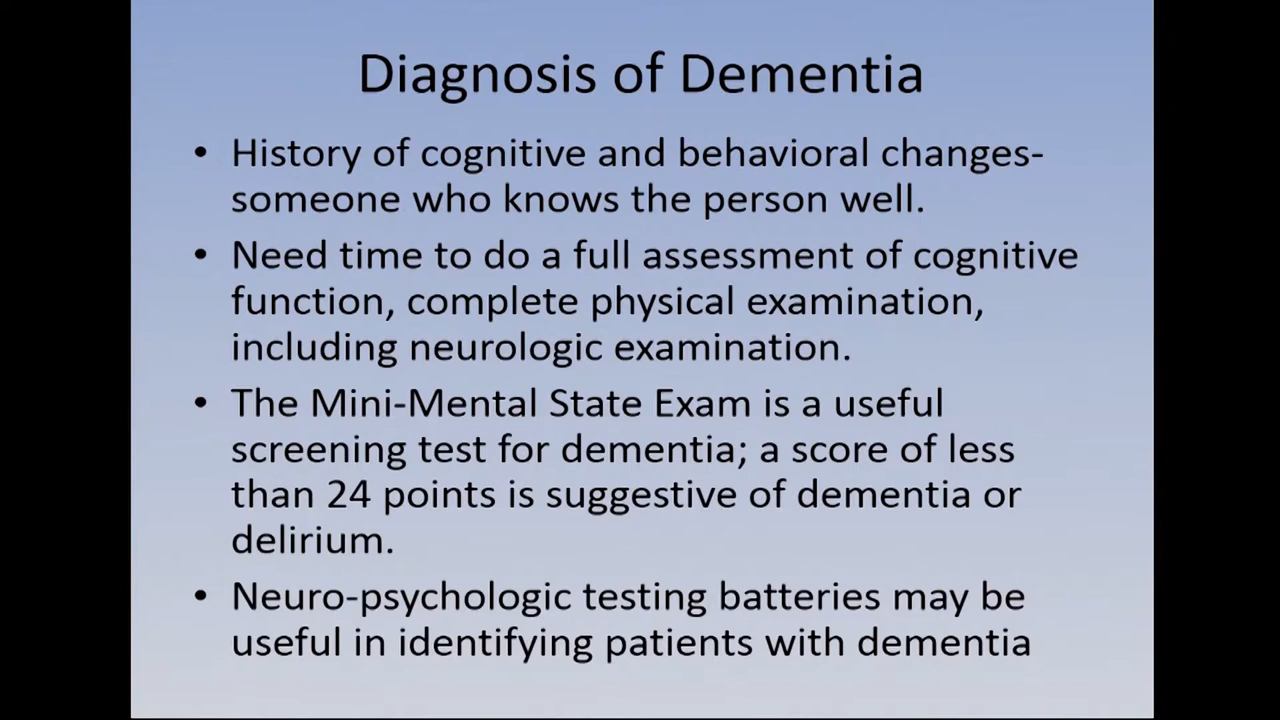 Diagnosis of Dementia
• History of cognitive and behavioral changes-
someone who knows the person well.
• Need time to do a full assessment of cognitive
function, complete physical examination,
including neurologic examination.
• The Mini-Mental State Exam is a useful
screening test for dementia; a score of less
than 24 points is suggestive of dementia or
delirium.
• Neuro-psychologic testing batteries may be
useful in identifying patients with dementia